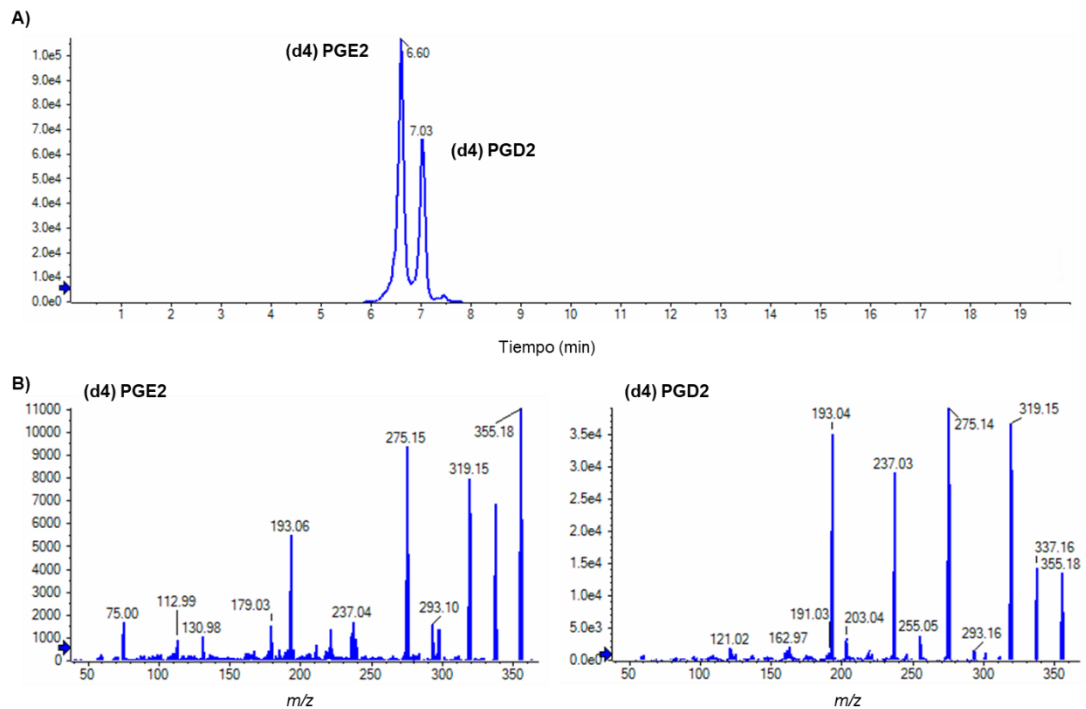 A)
(d4) PGE2
6.60
7.03
(d4) PGD2
1.0e5
9.0e4
8.0e4
7.0e4
6.0e4
5.0e4
4.0e4
3.0e4
2.0e4
1.0e4
0.0e0
1 2 3 4 5 6 7 8 9 10 11 12 13 14 15 16 17 18 19
Tiempo (min)
B)
(d4) PGE2
11000
10000
9000
8000
7000
6000
5000
4000
3000
2000
1000
0
355.18
275.15
319.15
193.06
75.00
112.99
130.98
179.03
237.04
293.10
50 100 150 200 250 300 350
m/z
(d4) PGD2
3.5e4
3.0e4
2.5e4
2.0e4
1.5e4
1.0e4
5.0e3
0.0e0
193.04
275.14
319.15
237.03
337.16
355.18
191.03
203.04
121.02
162.97
255.05
293.16
50 100 150 200 250 300 350
m/z